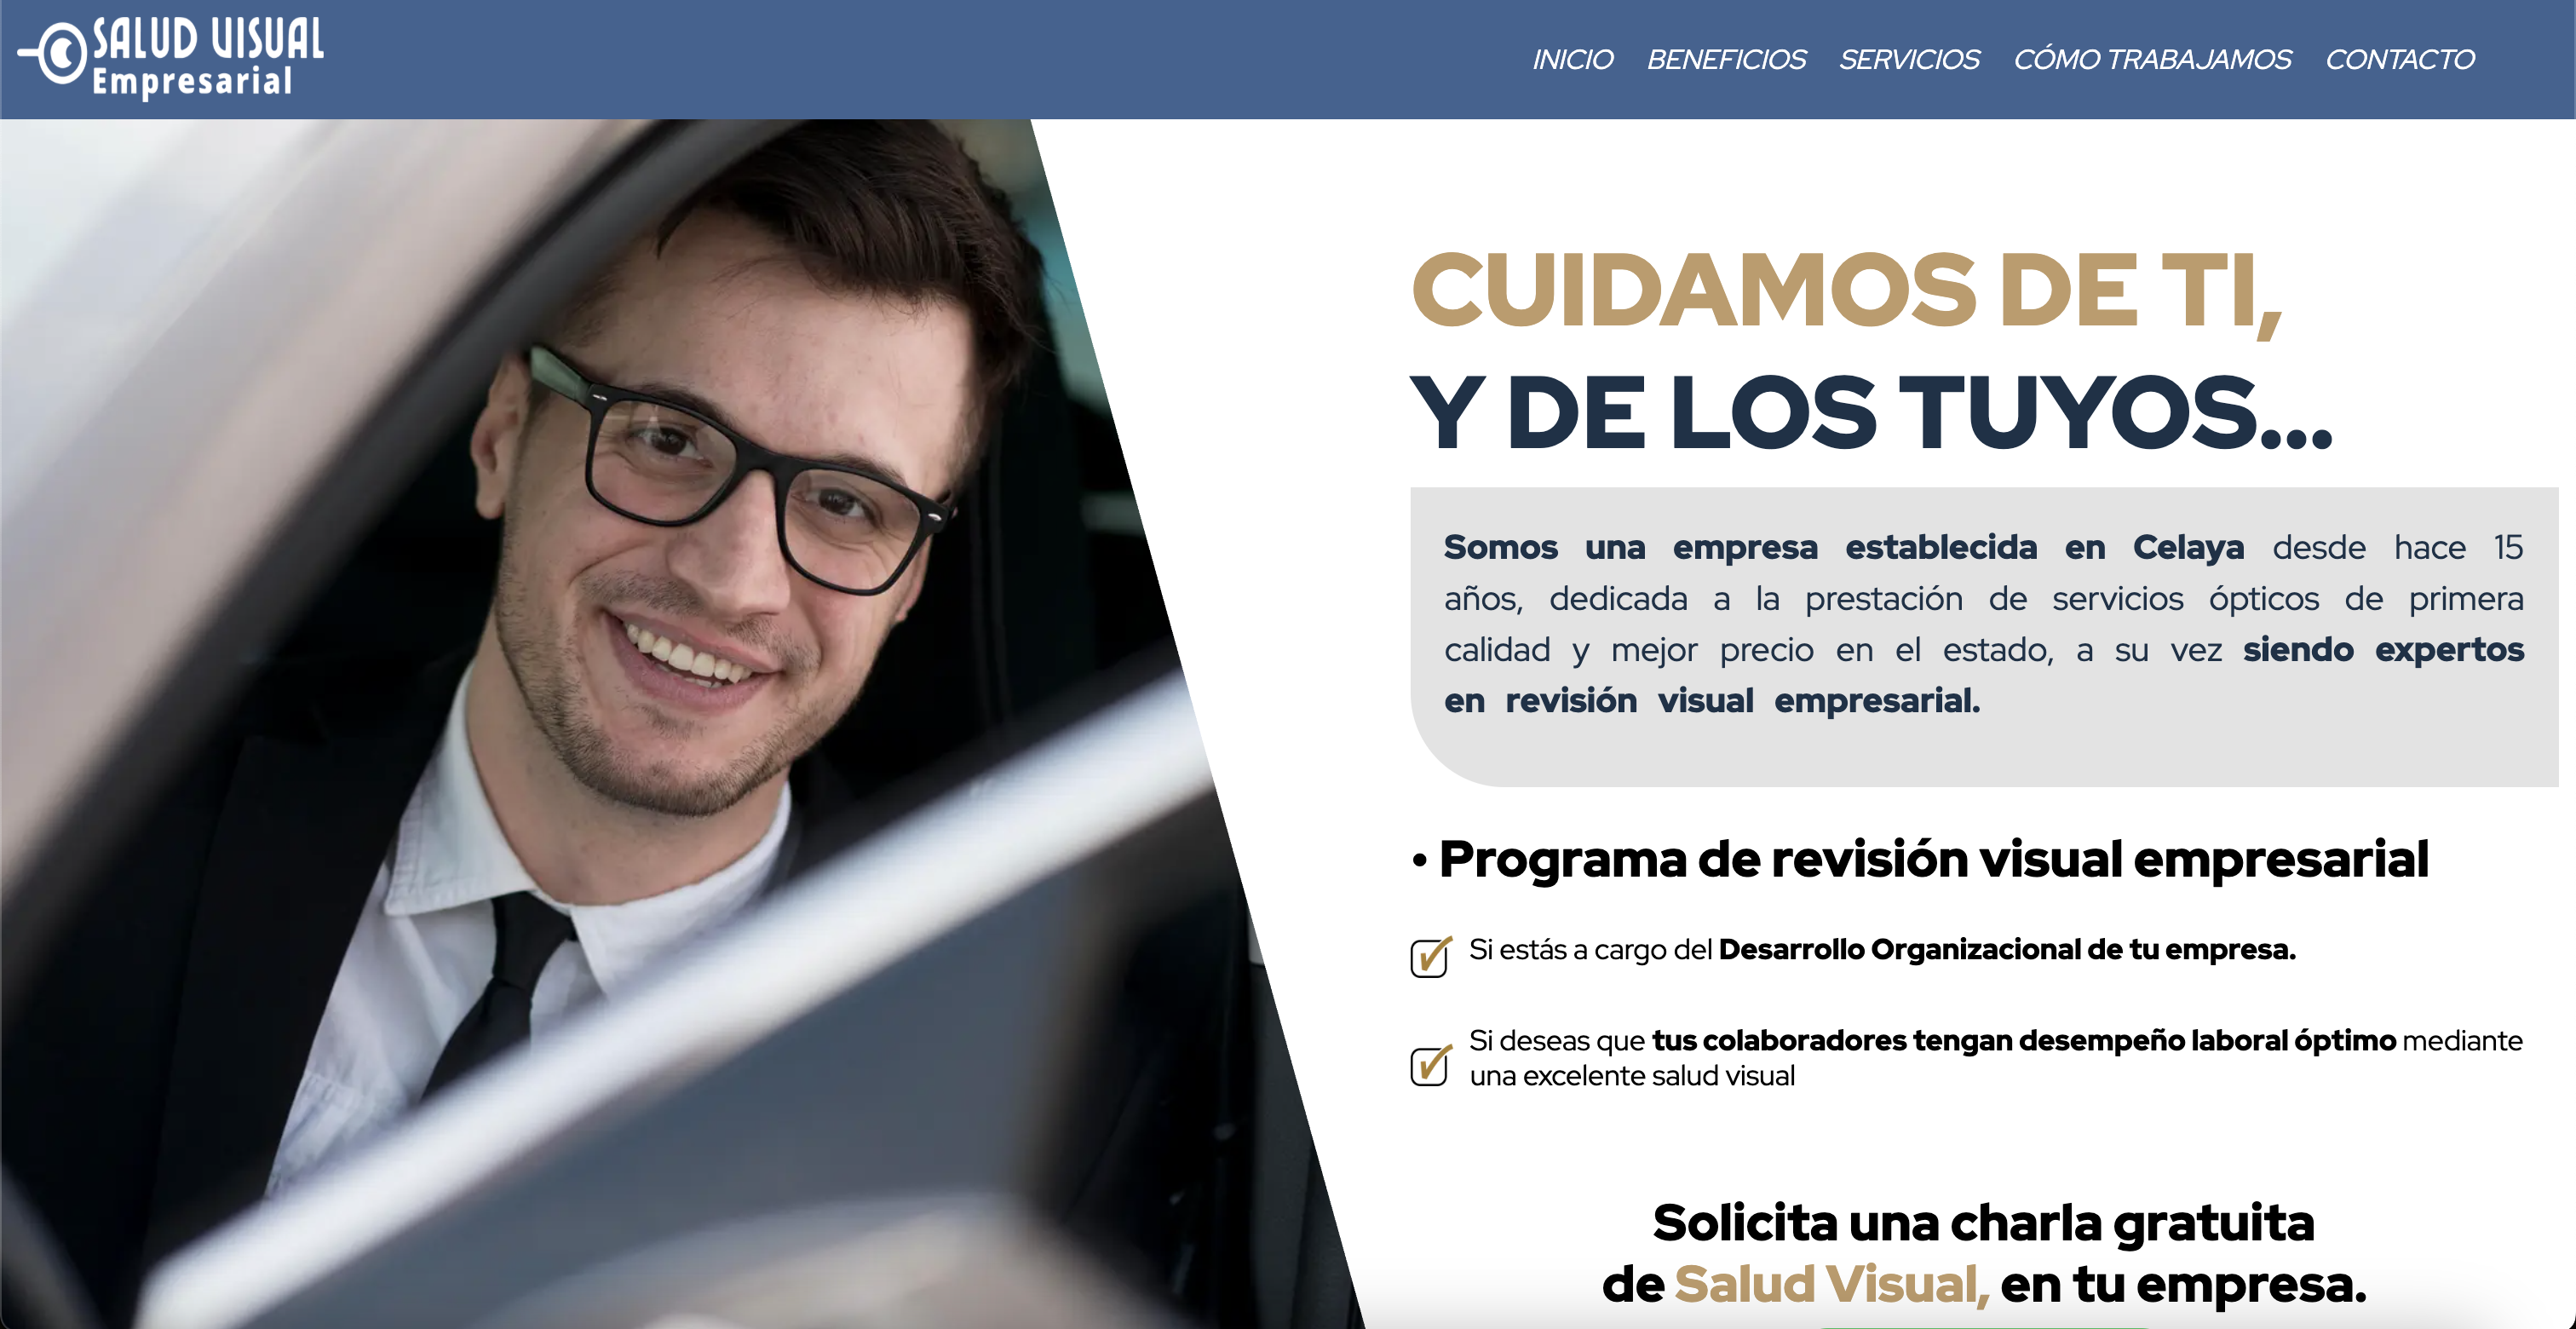 SALUD VISUAL
Empresarial
INICIO BENEFICIOS SERVICIOS CÓMO TRABAJAMOS CONTACTO
CUIDAMOS DE TI,
Y DE LOS TUYOS...
Somos una empresa establecida en Celaya desde hace 15
años, dedicada a la prestación de servicios ópticos de primera
calidad y mejor precio en el estado, a su vez siendo expertos
en revisión visual empresarial.
• Programa de revisión visual empresarial
Si estás a cargo del Desarrollo Organizacional de tu empresa.
Si deseas que tus colaboradores tengan desempeño laboral óptimo mediante
una excelente salud visual
Solicita una charla gratuita
de Salud Visual, en tu empresa.